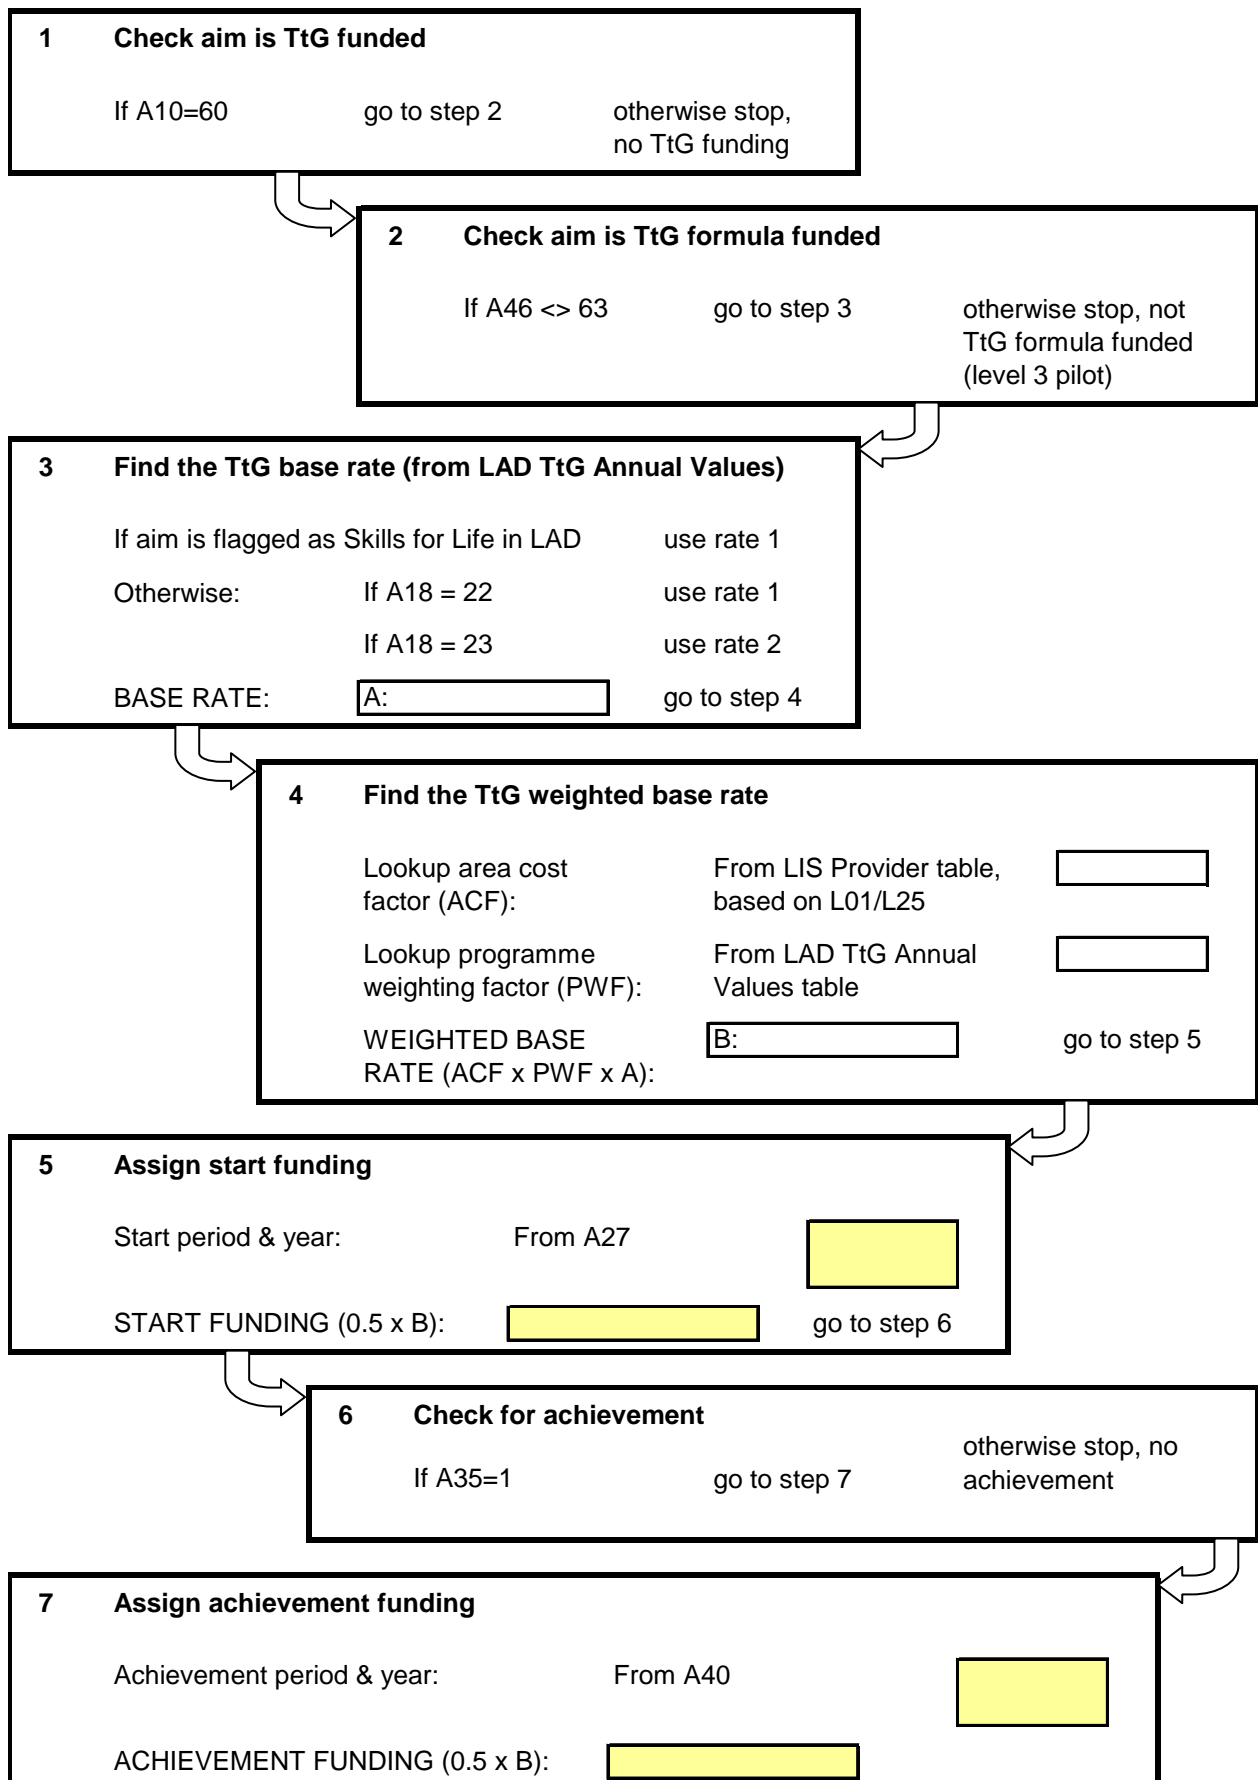 1 Check aim is TtG funded
If A10=60 go to step 2 otherwise stop,
no TtG funding
2 Check aim is TtG formula funded
If A46 <> 63 go to step 3 otherwise stop, not
TtG formula funded
(level 3 pilot)
3 Find the TtG base rate (from LAD TtG Annual Values)
If aim is flagged as Skills for Life in LAD use rate 1
Otherwise: If A18 = 22 use rate 1
If A18 = 23 use rate 2
BASE RATE: A: go to step 4
4 Find the TtG weighted base rate
Lookup area cost From LIS Provider table,
factor (ACF): based on L01/L25
Lookup programme From LAD TtG Annual
weighting factor (PWF): Values table
WEIGHTED BASE B: go to step 5
RATE (ACF x PWF x A):
5 Assign start funding
Start period & year: From A27
START FUNDING (0.5 x B): go to step 6
6 Check for achievement
otherwise stop, no
If A35=1 go to step 7 achievement
7 Assign achievement funding
Achievement period & year: From A40
ACHIEVEMENT FUNDING (0.5 x B):